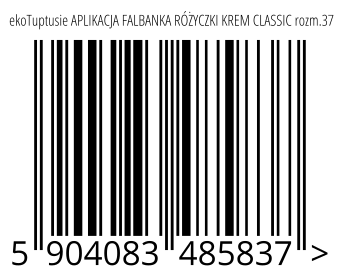 ekoTuptusie APLIKACJA FALBANKA RÓŻYCZKI KREM CLASSIC rozm.37
5 904083 485837 >